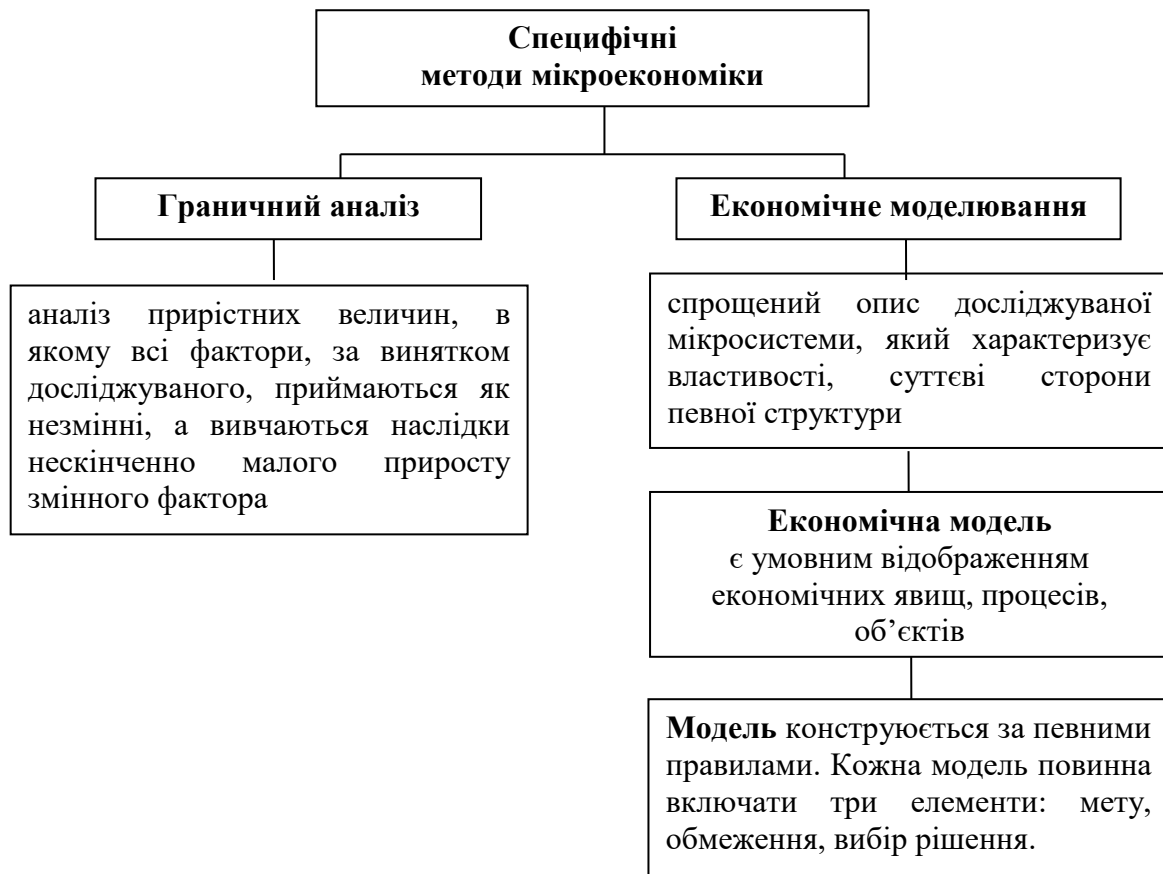 Специфічні
методи мікроекономіки
Граничний аналіз
аналіз прирістних величин, в
якому всі фактори, за винятком
досліджуваного, приймаються як
незмінні, а вивчаються наслідки
нескінченно малого приросту
змінного фактора
Економічне моделювання
спрощений опис досліджуваної
мікросистеми, який характеризує
властивості, суттєві сторони
певної структури
Економічна модель
є умовним відображенням
економічних явищ, процесів,
об’єктів
Модель конструюється за певними
правилами. Кожна модель повинна
включати три елементи: мету,
обмеження, вибір рішення.